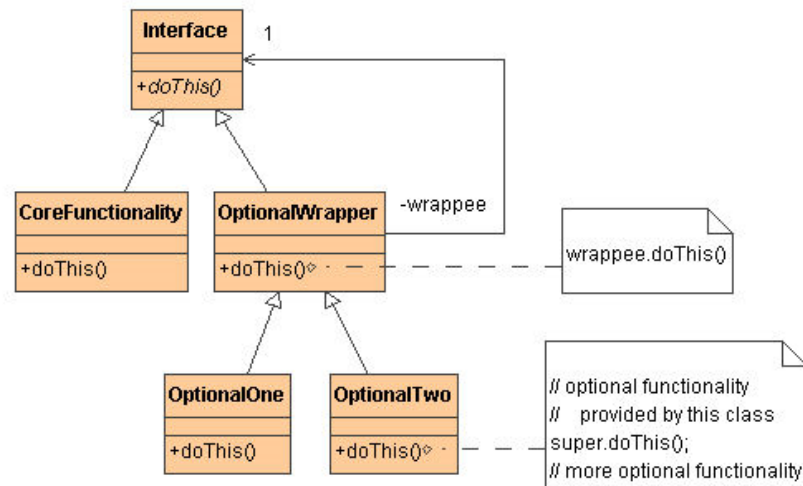 Interface
1
+doThis()
CoreFunctionality
OptionalWrapper
-wrappee
+doThis()
+doThis()
wrappee.doThis()
OptionalOne
OptionalTwo
+doThis()
+doThis()
// optional functionality
// provided by this class
super.doThis();
// more optional functionality